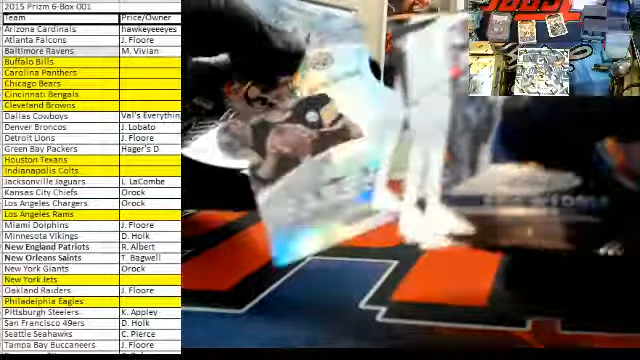 2015 Prizm 6-Box 001
Team Price/Owner
Arizona Cardinals hawkeyeeyes
Atlanta Falcons J. Floore
Baltimore Ravens M. Vivian
Buffalo Bills
Carolina Panthers
Chicago Bears
Cincinnati Bengals
Cleveland Browns
Dallas Cowboys Val's Everythin
Denver Broncos J. Lobato
Detroit Lions J. Floore
Green Bay Packers Hager's D
Houston Texans
Indianapolis Colts
Jacksonville Jaguars L. LaCombe
Kansas City Chiefs Orock
Los Angeles Chargers Orock
Los Angeles Rams
Miami Dolphins J. Floore
Minnesota Vikings D. Holk
New England Patriots R. Albert
New Orleans Saints T. Bagwell
New York Giants Orock
New York Jets
Oakland Raiders J. Floore
Philadelphia Eagles
Pittsburgh Steelers K. Appley
San Francisco 49ers D. Holk
Seattle Seahawks C. Pierce
Tampa Bay Buccaneers J. Floore